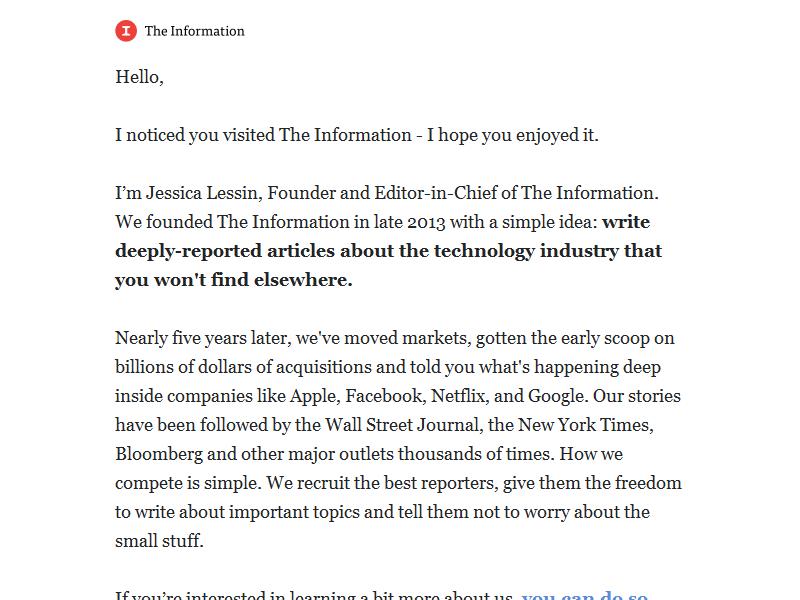 I The Information
Hello,
I noticed you visited The Information - I hope you enjoyed it.
I’m Jessica Lessin, Founder and Editor-in-Chief of The Information.
We founded The Information in late 2013 with a simple idea: write
deeply-reported articles about the technology industry that
you won't find elsewhere.
Nearly five years later, we've moved markets, gotten the early scoop on
billions of dollars of acquisitions and told you what's happening deep
inside companies like Apple, Facebook, Netflix, and Google. Our stories
have been followed by the Wall Street Journal, the New York Times,
Bloomberg and other major outlets thousands of times. How we
compete is simple. We recruit the best reporters, give them the freedom
to write about important topics and tell them not to worry about the
small stuff.
If you’re interested in learning a bit more about us, you can do so